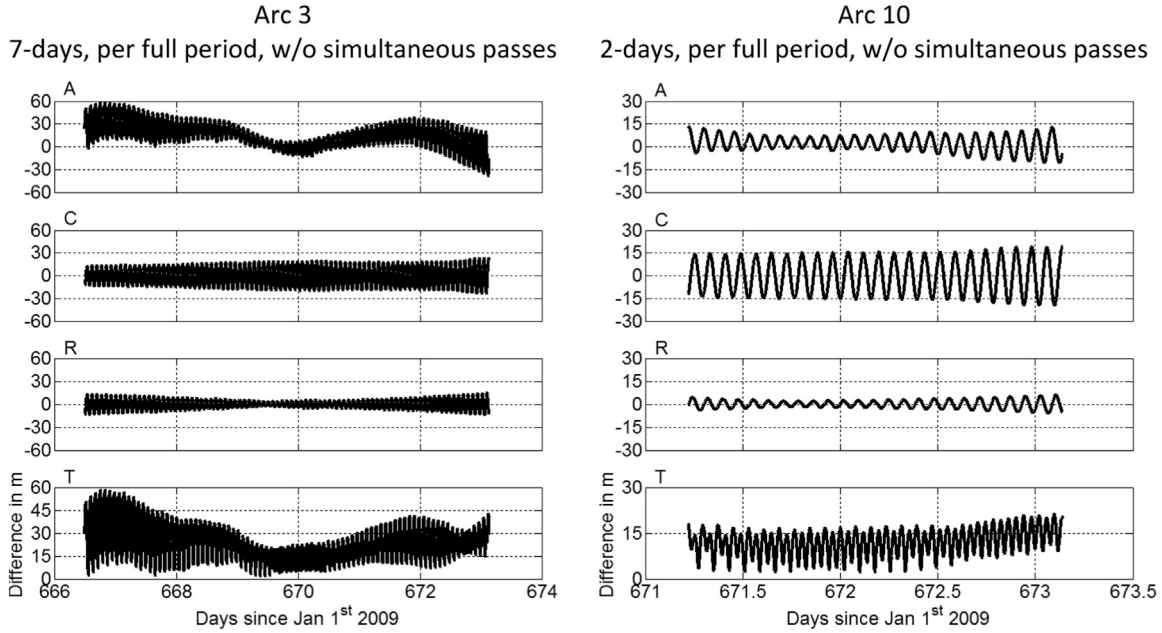 Arc 3
7-days, per full period, w/o simultaneous passes
A
60
30
0
-30
-60
C
60
30
0
-30
-60
R
60
30
0
-30
-60
T
60
45
30
15
0
Difference in m
666 668 670 672 674
Days since Jan 1st 2009
Arc 10
2-days, per full period, w/o simultaneous passes
A
30
15
0
-15
-30
C
30
15
0
-15
-30
R
30
15
0
-15
-30
T
30
15
0
Difference in m
671 671.5 672 672.5 673 673.5
Days since Jan 1st 2009